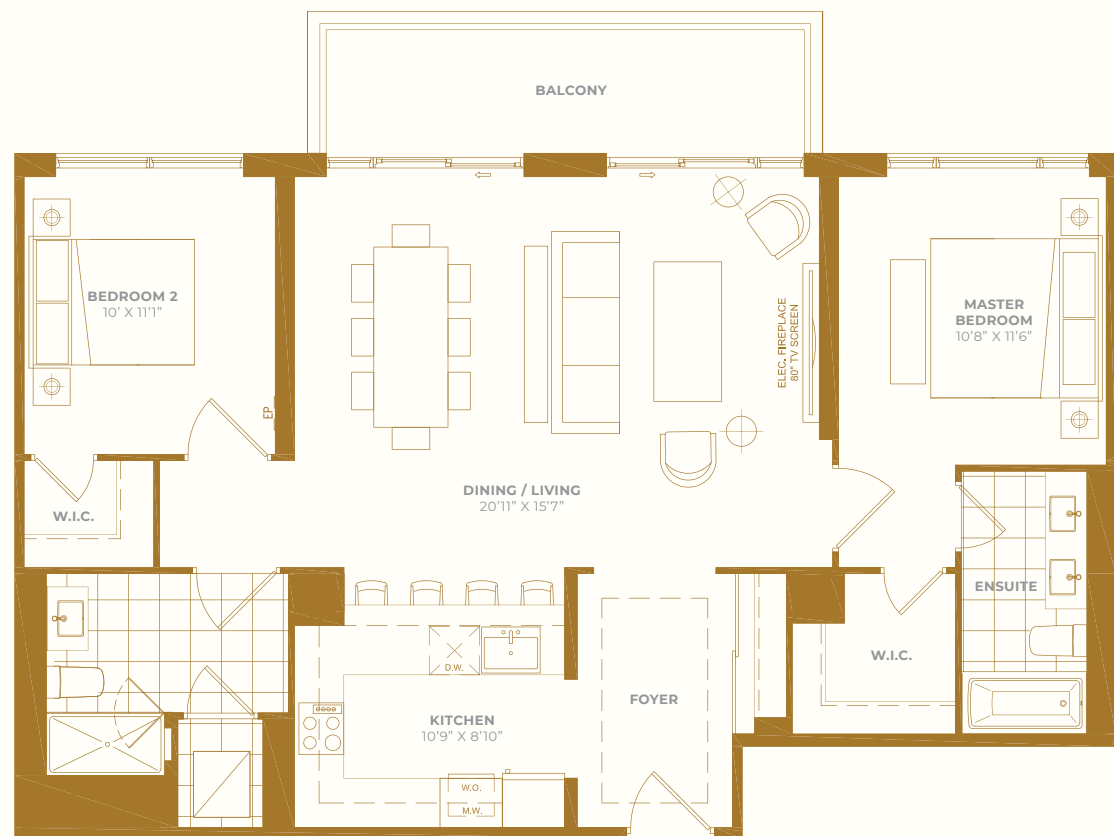 BALCONY
BEDROOM 2
10’ X 11’1”
ELEC. FIREPLACE
80" TV SCREEN
MASTER
BEDROOM
10’8” X 11’6”
EP
W.I.C.
DINING / LIVING
20’11” X 15’7”
ENSUITE
W.I.C.
D.W.
FOYER
KITCHEN
10’9” X 8’10”
W.O.
M.W.